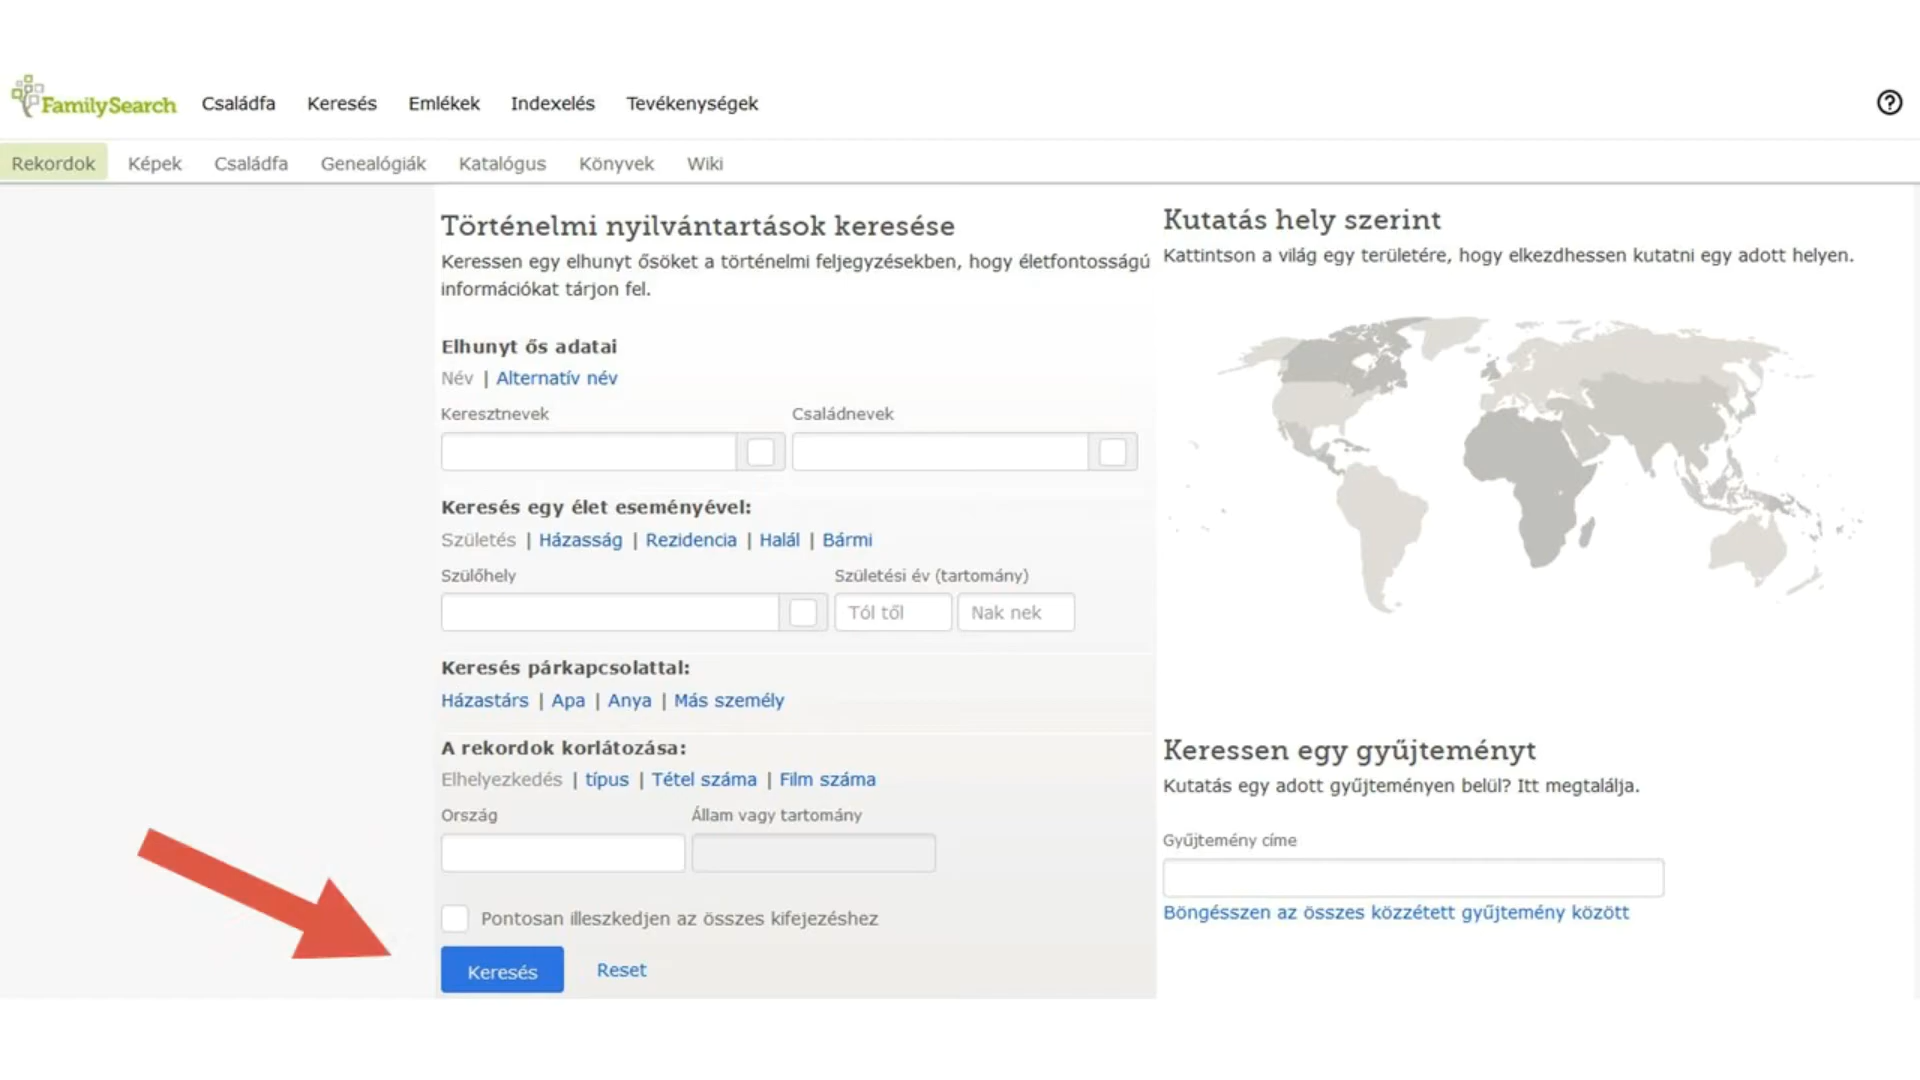 FamilySearch Családfa Keresés Emlékek Indexelés Tevékenységek
Rekordok Képek Családfa Genealógiák Katalógus Könyvek Wiki
Történelmi nyilvántartások keresése
Keressen egy elhunyt ősöket a történelmi feljegyzésekben, hogy életfontosságú
információkat tárjon fel.
Elhunyt ős adatai
Név | Alternatív név
Keresztnevek Családnevek
Keresés egy élet eseményével:
Születés | Házasság | Rezidencia | Halál | Bármi
Szülőhely Születési év (tartomány)
Tól től Nak nek
Keresés párkapcsolattal:
Házastárs | Apa | Anya | Más személy
A rekordok korlátozása:
Elhelyezkedés | típus | Tétel száma | Film száma
Ország Állam vagy tartomány
Pontosan illeszkedjen az összes kifejezéshez
Keresés Reset
Kutatás hely szerint
Kattintson a világ egy területére, hogy elkezdhessen kutatni egy adott helyen.
Keressen egy gyűjteményt
Kutatás egy adott gyűjteményen belül? Itt megtalálja.
Gyűjtemény címe
Böngésszen az összes közzétett gyűjtemény között